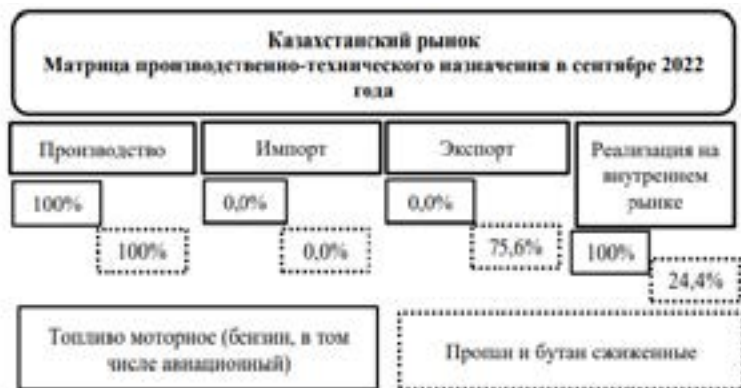 Казахстанский рынок
Матрица производственно-технического назначения в сентябре 2022
года
Производство
Импорт
Экспорт
Реализация на
внутреннем
рынке
100%
0,0%
0,0%
100%
100%
0,0%
75,6%
24,4%
Топливо моторное (бензин, в том
числе авиационный)
Пропан и бутан сжиженные